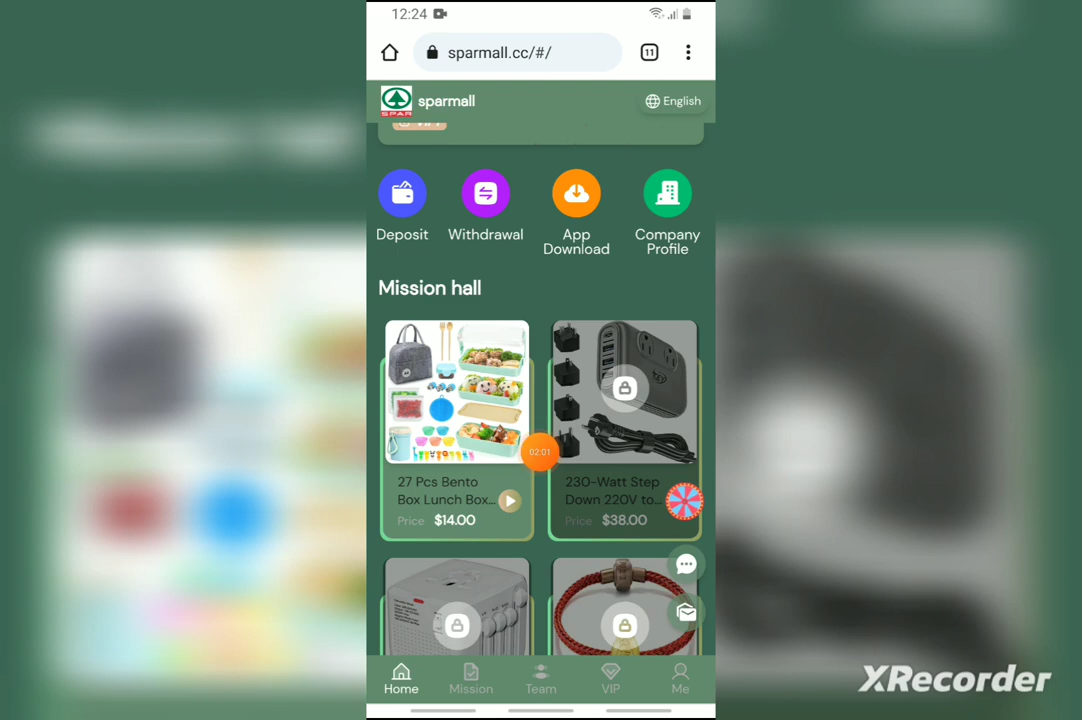 12:24
11
sparmall.cc/#/
SPAR
sparmall
English
Deposit
Withdrawal
App
Download
Company
Profile
Mission hall
27 Pcs Bento
Box Lunch Box...
Price $14.00
02:01
230-Watt Step
Down 220V to...
Price $38.00
Home
Mission
Team
VIP
Me
XRecorder